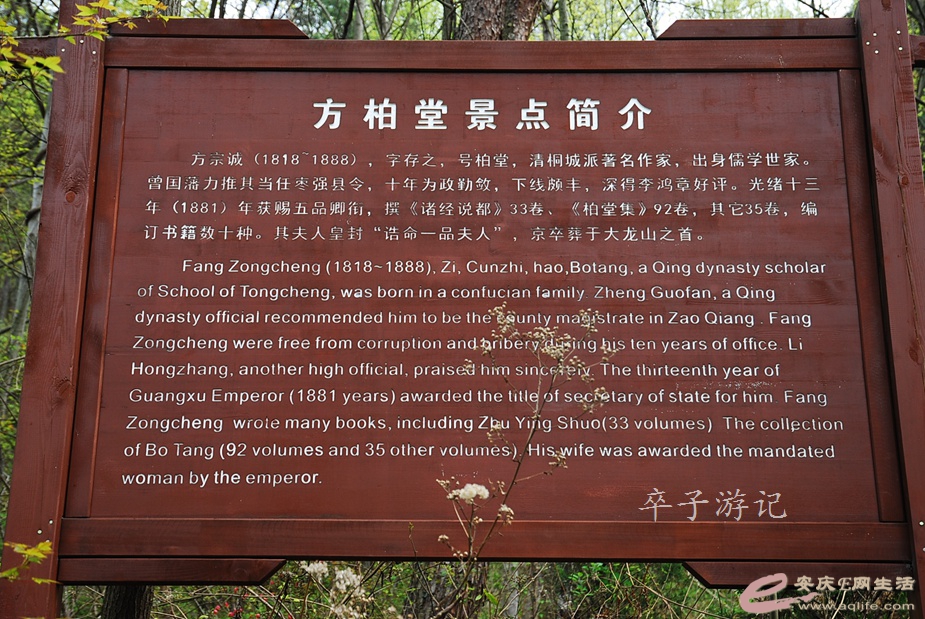 方柏堂景点简介
方宗诚（1818~1888），字存之，号柏堂，清桐城派著名作家，出身儒学世家。
曾国藩力推其当任枣强县令，十年为政勤敛，下线颇丰，深得李鸿章好评。光绪十三
年（1881）年获赐五品卿衔，撰《诸经说都》33卷、《柏堂集》92卷，其它35卷，编
订书籍数十种。其夫人皇封“诰命一品夫人”，京卒葬于大龙山之首。
Fang Zongcheng (1818~1888), Zi, Cunzhi, hao,Botang, a Qing dynasty scholar
of School of Tongcheng, was born in a confucian family. Zheng Guofan, a Qing
dynasty official recommended him to be the county magistrate in Zao Qiang . Fang
Zongcheng were free from corruption and bribery during his ten years of office. Li
Hongzhang, another high official, praised him sincerely. The thirteenth year of
Guangxu Emperor (1881 years) awarded the title of secretary of state for him. Fang
Zongcheng wrote many books, including Zhu Ying Shuo(33 volumes). The collection
of Bo Tang (92 volumes and 35 other volumes). His wife was awarded the mandated
woman by the emperor.
卒子游记
安庆E网生活
www.aqlife.com